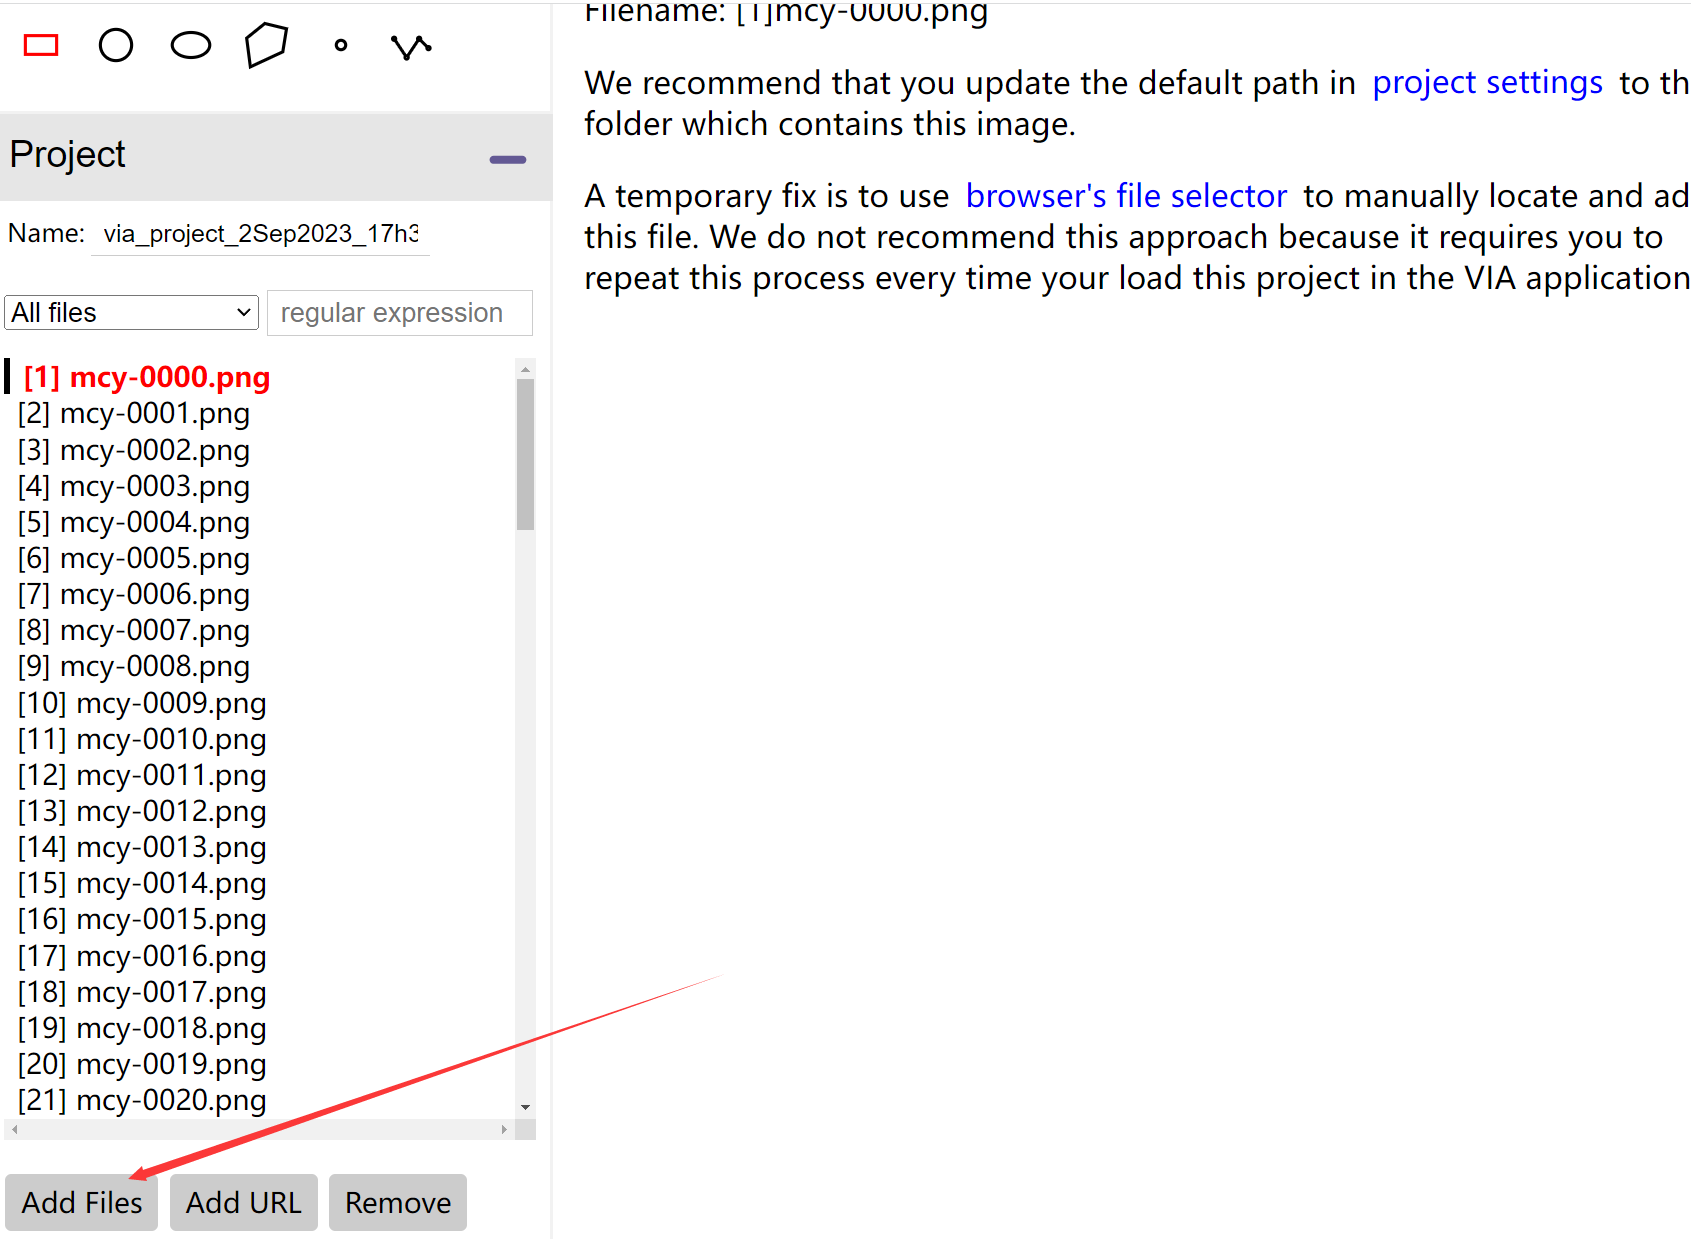 Project
Name: via_project_2Sep2023_17h3
All files
regular expression
[1] mcy-0000.png
[2] mcy-0001.png
[3] mcy-0002.png
[4] mcy-0003.png
[5] mcy-0004.png
[6] mcy-0005.png
[7] mcy-0006.png
[8] mcy-0007.png
[9] mcy-0008.png
[10] mcy-0009.png
[11] mcy-0010.png
[12] mcy-0011.png
[13] mcy-0012.png
[14] mcy-0013.png
[15] mcy-0014.png
[16] mcy-0015.png
[17] mcy-0016.png
[18] mcy-0017.png
[19] mcy-0018.png
[20] mcy-0019.png
[21] mcy-0020.png
Add Files
Add URL
Remove
Filename: [1]mcy-0000.png
We recommend that you update the default path in project settings to th
folder which contains this image.
A temporary fix is to use browser's file selector to manually locate and ad
this file. We do not recommend this approach because it requires you to
repeat this process every time your load this project in the VIA application